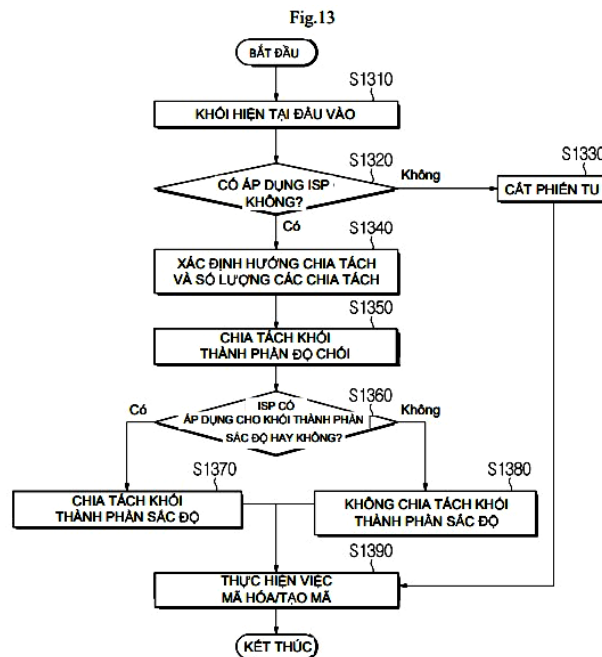 Fig.13
BẮT ĐẦU
S1310
KHỐI HIỆN TẠI ĐẦU VÀO
S1320
CÓ ÁP DỤNG ISP
KHÔNG?
Không
S1330
CẮT PHIÊN TU
Có
S1340
XÁC ĐỊNH HƯỚNG CHIA TÁCH
VÀ SỐ LƯỢNG CÁC CHIA TÁCH
S1350
CHIA TÁCH KHỐI
THÀNH PHẦN ĐỘ CHÓI
S1360
ISP CÓ
ÁP DỤNG CHO KHỐI THÀNH PHẦN
SẮC ĐỘ HAY KHÔNG?
Có
Không
S1370
CHIA TÁCH KHỐI
THÀNH PHẦN SẮC ĐỘ
S1380
KHÔNG CHIA TÁCH KHỐI
THÀNH PHẦN SẮC ĐỘ
S1390
THỰC HIỆN VIỆC
MÃ HÓA/TẠO MÃ
KẾT THÚC